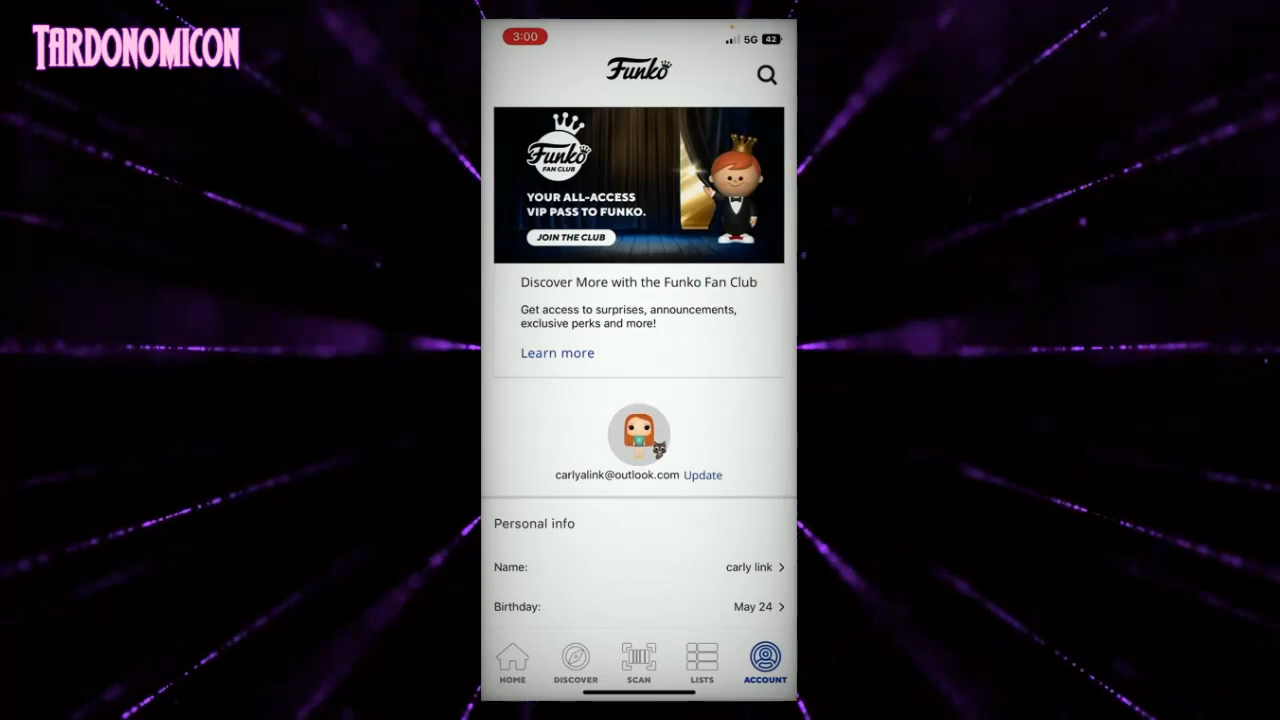 TARDONOMICON
3:00
5G 42
Funko
Funko
FAN CLUB
YOUR ALL-ACCESS
VIP PASS TO FUNKO.
JOIN THE CLUB
Discover More with the Funko Fan Club
Get access to surprises, announcements,
exclusive perks and more!
Learn more
carlyalink@outlook.com Update
Personal info
Name: carly link
Birthday: May 24
HOME DISCOVER SCAN LISTS ACCOUNT